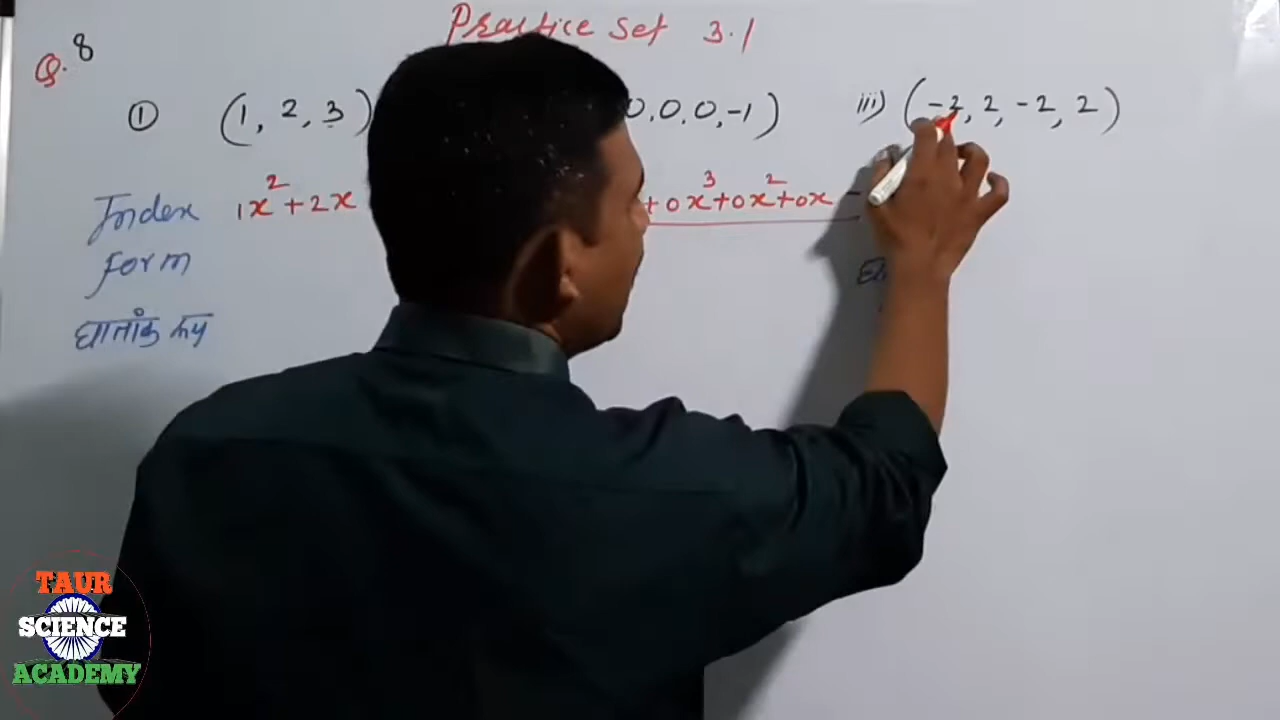 Practice Set 3.1
Q. 8
① (1, 2, 3) 0, 0, 0, -1) iii) (-2, 2, -2, 2)
Index 1x² + 2x + 0x³ + 0x² + 0x -
form
घातांक रूप
TAUR
SCIENCE
ACADEMY